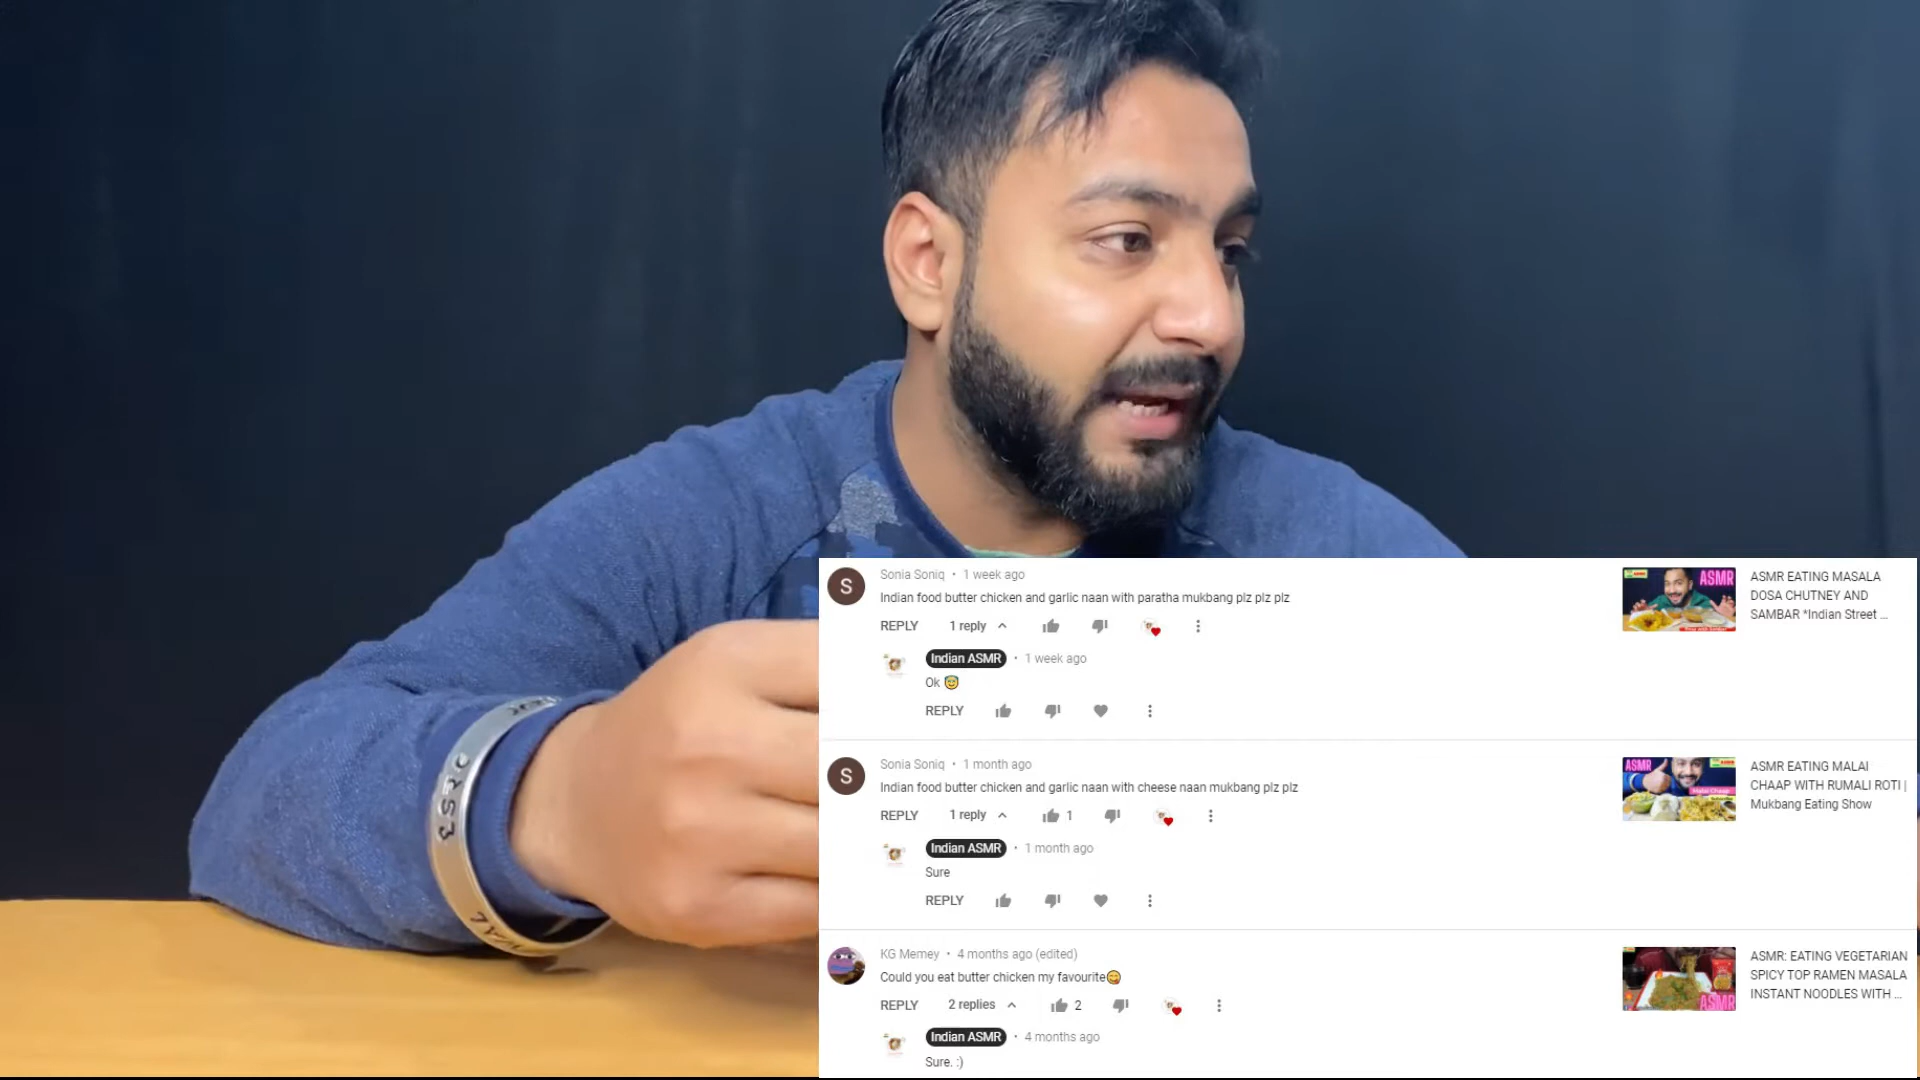 Sonia Soniq • 1 week ago
Indian food butter chicken and garlic naan with paratha mukbang plz plz plz
REPLY 1 reply
Indian ASMR • 1 week ago
Ok 😇
REPLY
ASMR
ASMR EATING MASALA
DOSA CHUTNEY AND
SAMBAR *Indian Street ...
Sonia Soniq • 1 month ago
Indian food butter chicken and garlic naan with cheese naan mukbang plz plz
REPLY 1 reply 1
Indian ASMR • 1 month ago
Sure
REPLY
ASMR
Malai Chaap
ASMR EATING MALAI
CHAAP WITH RUMALI ROTI |
Mukbang Eating Show
KG Memey • 4 months ago (edited)
Could you eat butter chicken my favourite😋
REPLY 2 replies 2
Indian ASMR • 4 months ago
Sure. :)
ASMR
ASMR: EATING VEGETARIAN
SPICY TOP RAMEN MASALA
INSTANT NOODLES WITH ...